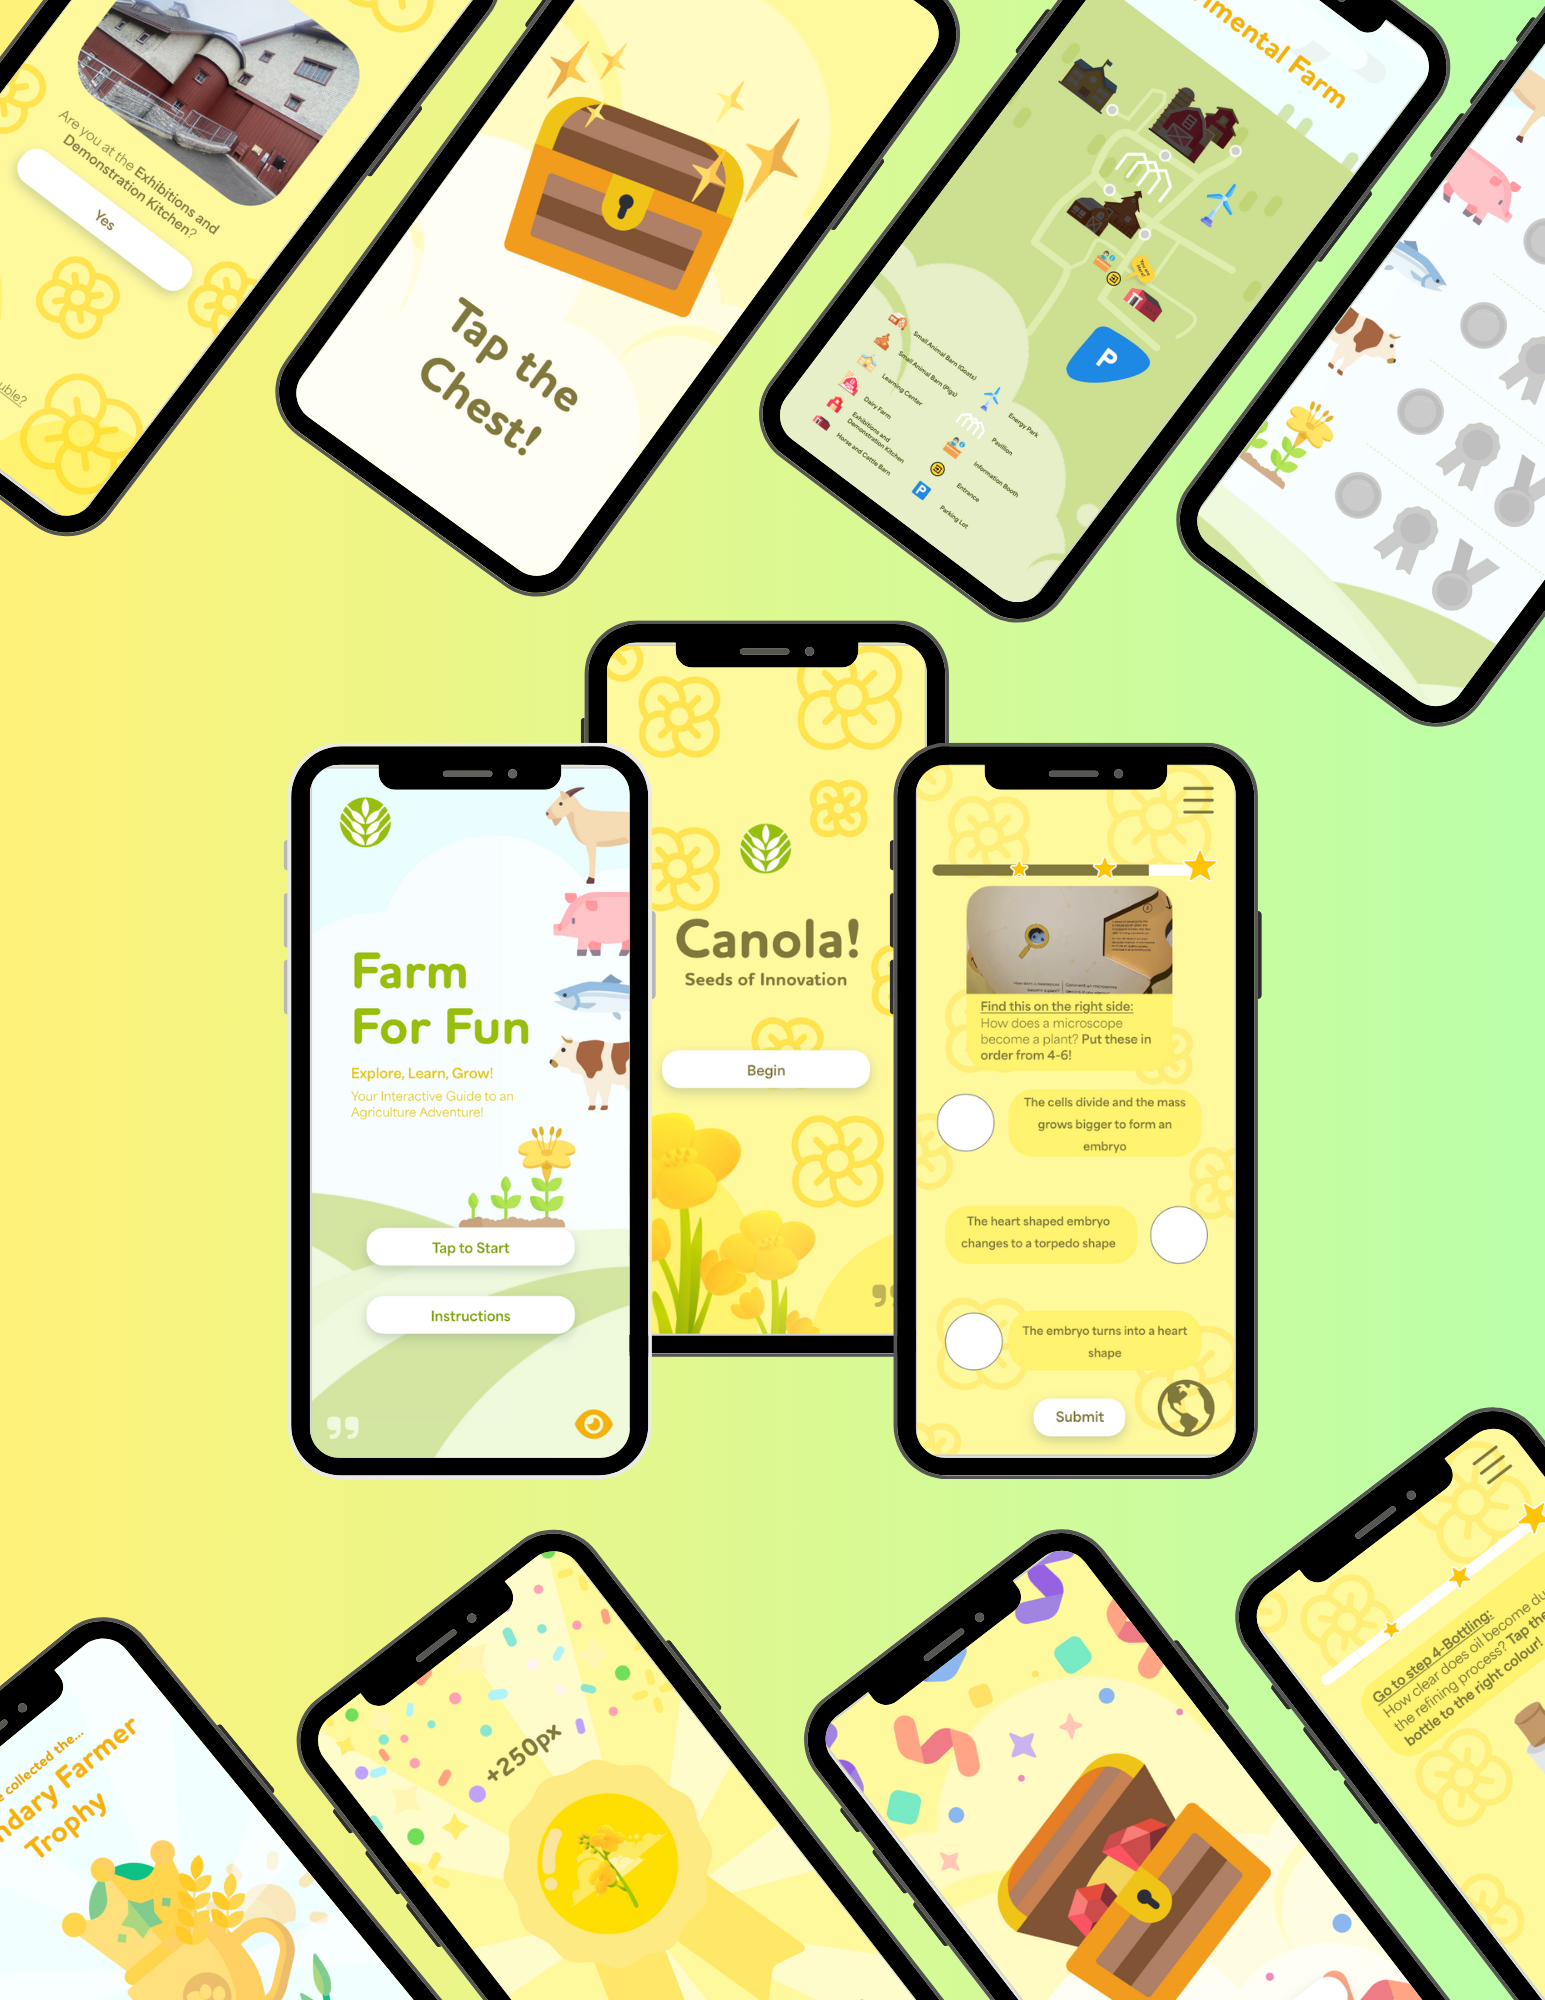 Are you at the Exhibitions and
Demonstration Kitchen?
Yes
uble?
Tap the
Chest!
imental Farm
You are
Here!
P
Small Animal Barn (Goats)
Small Animal Barn (Pigs)
Learning Center
Dairy Farm
Exhibitions and
Demonstration Kitchen
Horse and Cattle Barn
Energy Park
Pavilion
Information Booth
Entrance
P
Parking Lot
Farm
For Fun
Explore, Learn, Grow!
Your Interactive Guide to an
Agriculture Adventure!
Tap to Start
Instructions
Canola!
Seeds of Innovation
Begin
Find this on the right side:
How does a microscope
become a plant? Put these in
order from 4-6!
The cells divide and the mass
grows bigger to form an
embryo
The heart shaped embryo
changes to a torpedo shape
The embryo turns into a heart
shape
Submit
e collected the...
ndary Farmer
Trophy
+250px
Go to step 4-Bottling:
How clear does oil become du
the refining process? Tap the
bottle to the right colour!